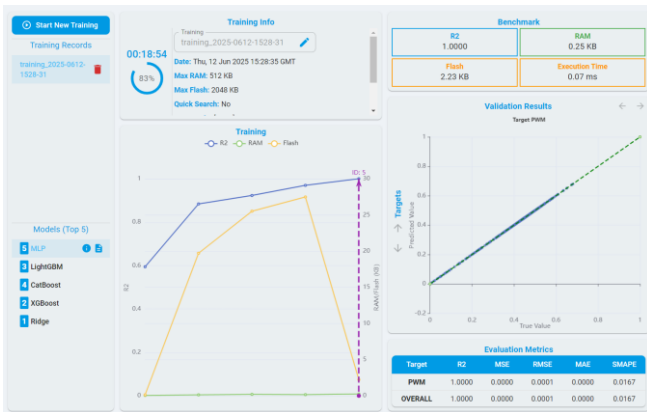 Start New Training
Training Records
training_2025-0612-
1528-31
Models (Top 5)
5 MLP
3 LightGBM
4 CatBoost
2 XGBoost
1 Ridge
Training Info
00:18:54
83%
Training
training_2025-0612-1528-31
Date: Thu, 12 Jun 2025 15:28:35 GMT
Max RAM: 512 KB
Max Flash: 2048 KB
Quick Search: No
Training
R2 RAM Flash
ID: 5
1
0.8
0.6
0.4
0.2
0
R2
30
25
20
15
10
5
0
RAM/Flash (KB)
Benchmark
R2
1.0000
RAM
0.25 KB
Flash
2.23 KB
Execution Time
0.07 ms
Validation Results
Target PWM
Targets
Predicted Value
1
0.8
0.6
0.4
0.2
0
-0.2
0 0.2 0.4 0.6 0.8 1
True Value
Evaluation Metrics
Target R2 MSE RMSE MAE SMAPE
PWM 1.0000 0.0000 0.0001 0.0000 0.0167
OVERALL 1.0000 0.0000 0.0001 0.0000 0.0167